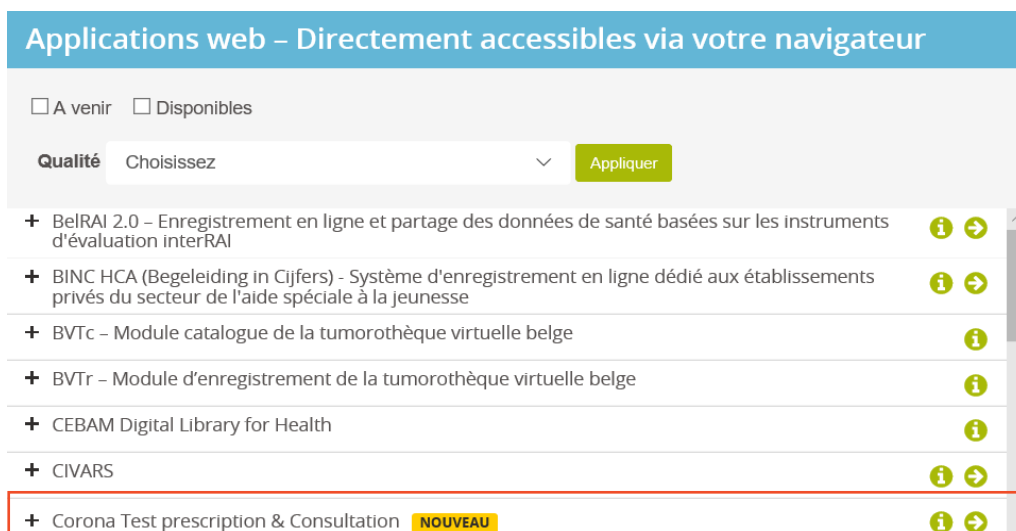 Applications web – Directement accessibles via votre navigateur
A venir Disponibles
Qualité Choisissez Appliquer
+ BelRAI 2.0 – Enregistrement en ligne et partage des données de santé basées sur les instruments
d'évaluation interRAI
+ BINC HCA (Begeleiding in Cijfers) - Système d'enregistrement en ligne dédié aux établissements
privés du secteur de l'aide spéciale à la jeunesse
+ BVTc – Module catalogue de la tumorothèque virtuelle belge
+ BVTr – Module d’enregistrement de la tumorothèque virtuelle belge
+ CEBAM Digital Library for Health
+ CIVARS
+ Corona Test prescription & Consultation NOUVEAU